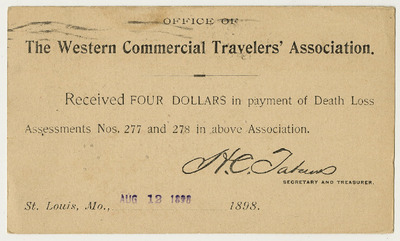 OFFICE OF
The Western Commercial Travelers' Association.
Received FOUR DOLLARS in payment of Death Loss
Assessments Nos. 277 and 278 in above Association.
H.C.
SECRETARY AND TREASURER.
St. Louis, Mo., AUG 12 1898 1898.